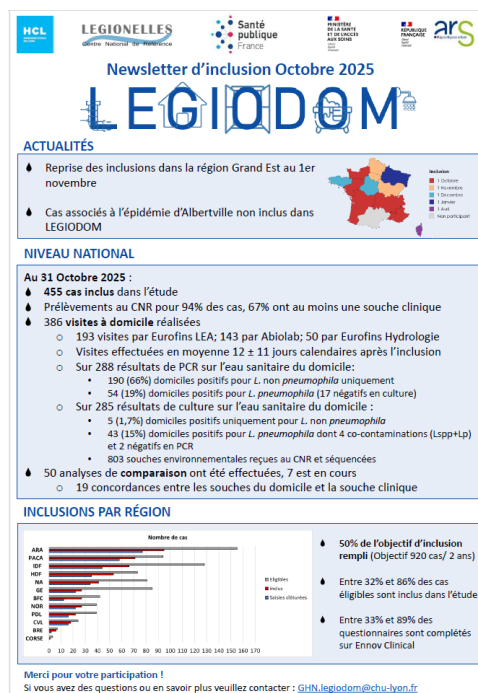 HCL
LEGIONELLES
Centre National de Référence
Santé
publique
France
MINISTÈRE
DE LA SANTÉ
ET DE L'ACCÈS
AUX SOINS
RÉPUBLIQUE
FRANÇAISE
ars
Newsletter d'inclusion Octobre 2025
LEGIODOM
ACTUALITÉS
Reprise des inclusions dans la région Grand Est au 1er
novembre
Cas associés à l'épidémie d'Albertville non inclus dans
LEGIODOM
Inclusion
1 Octobre
1 Novembre
1 Décembre
1 Janvier
1 Avril
Non participant
NIVEAU NATIONAL
Au 31 Octobre 2025 :
455 cas inclus dans l'étude
Prélèvements au CNR pour 94% des cas, 67% ont au moins une souche clinique
386 visites à domicile réalisées
o 193 visites par Eurofins LEA; 143 par Abiolab; 50 par Eurofins Hydrologie
o Visites effectuées en moyenne 12 ± 11 jours calendaires après l'inclusion
o Sur 288 résultats de PCR sur l'eau sanitaire du domicile:
• 190 (66%) domiciles positifs pour L. non pneumophila uniquement
• 54 (19%) domiciles positifs pour L. pneumophila (17 négatifs en culture)
o Sur 285 résultats de culture sur l'eau sanitaire du domicile :
• 5 (1,7%) domiciles positifs uniquement pour L. non pneumophila
• 43 (15%) domiciles positifs pour L. pneumophila dont 4 co-contaminations (Lspp+Lp)
et 2 négatifs en PCR
• 803 souches environnementales reçues au CNR et séquencées
50 analyses de comparaison ont été effectuées, 7 est en cours
o 19 concordances entre les souches du domicile et la souche clinique
INCLUSIONS PAR RÉGION
Nombre de cas
ARA
PACA
IDF
HDF
NA
GE
BFC
NOR
PDL
CVL
BRE
CORSE
0 10 20 30 40 50 60 70 80 90 100 110 120 130 140 150 160 170
Eligibles
Inclus
Saisies clôturées
50% de l'objectif d'inclusion
rempli (Objectif 920 cas/ 2 ans)
Entre 32% et 86% des cas
éligibles sont inclus dans l'étude
Entre 33% et 89% des
questionnaires sont complétés
sur Ennov Clinical
Merci pour votre participation !
Si vous avez des questions ou en savoir plus veuillez contacter : GHN.legiodom@chu-lyon.fr